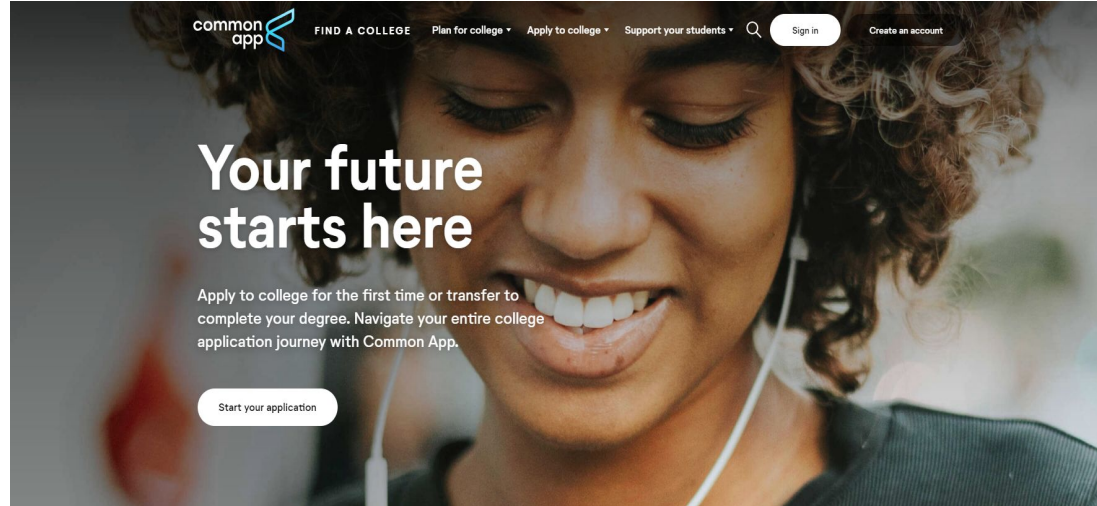 common
app
FIND A COLLEGE
Plan for college
Apply to college
Support your students
Sign in
Create an account
Your future
starts here
Apply to college for the first time or transfer to
complete your degree. Navigate your entire college
application journey with Common App.
Start your application